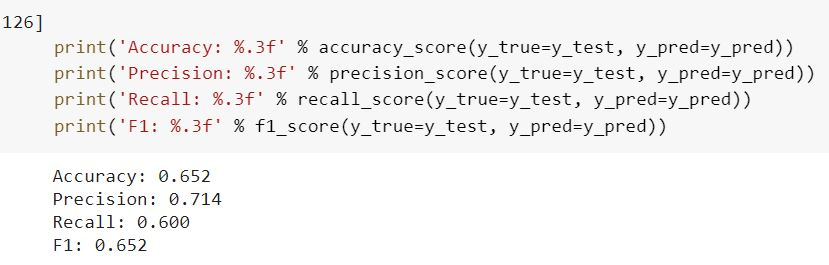 126]
print('Accuracy: %.3f' % accuracy_score(y_true=y_test, y_pred=y_pred))
print('Precision: %.3f' % precision_score(y_true=y_test, y_pred=y_pred))
print('Recall: %.3f' % recall_score(y_true=y_test, y_pred=y_pred))
print('F1: %.3f' % f1_score(y_true=y_test, y_pred=y_pred))
Accuracy: 0.652
Precision: 0.714
Recall: 0.600
F1: 0.652